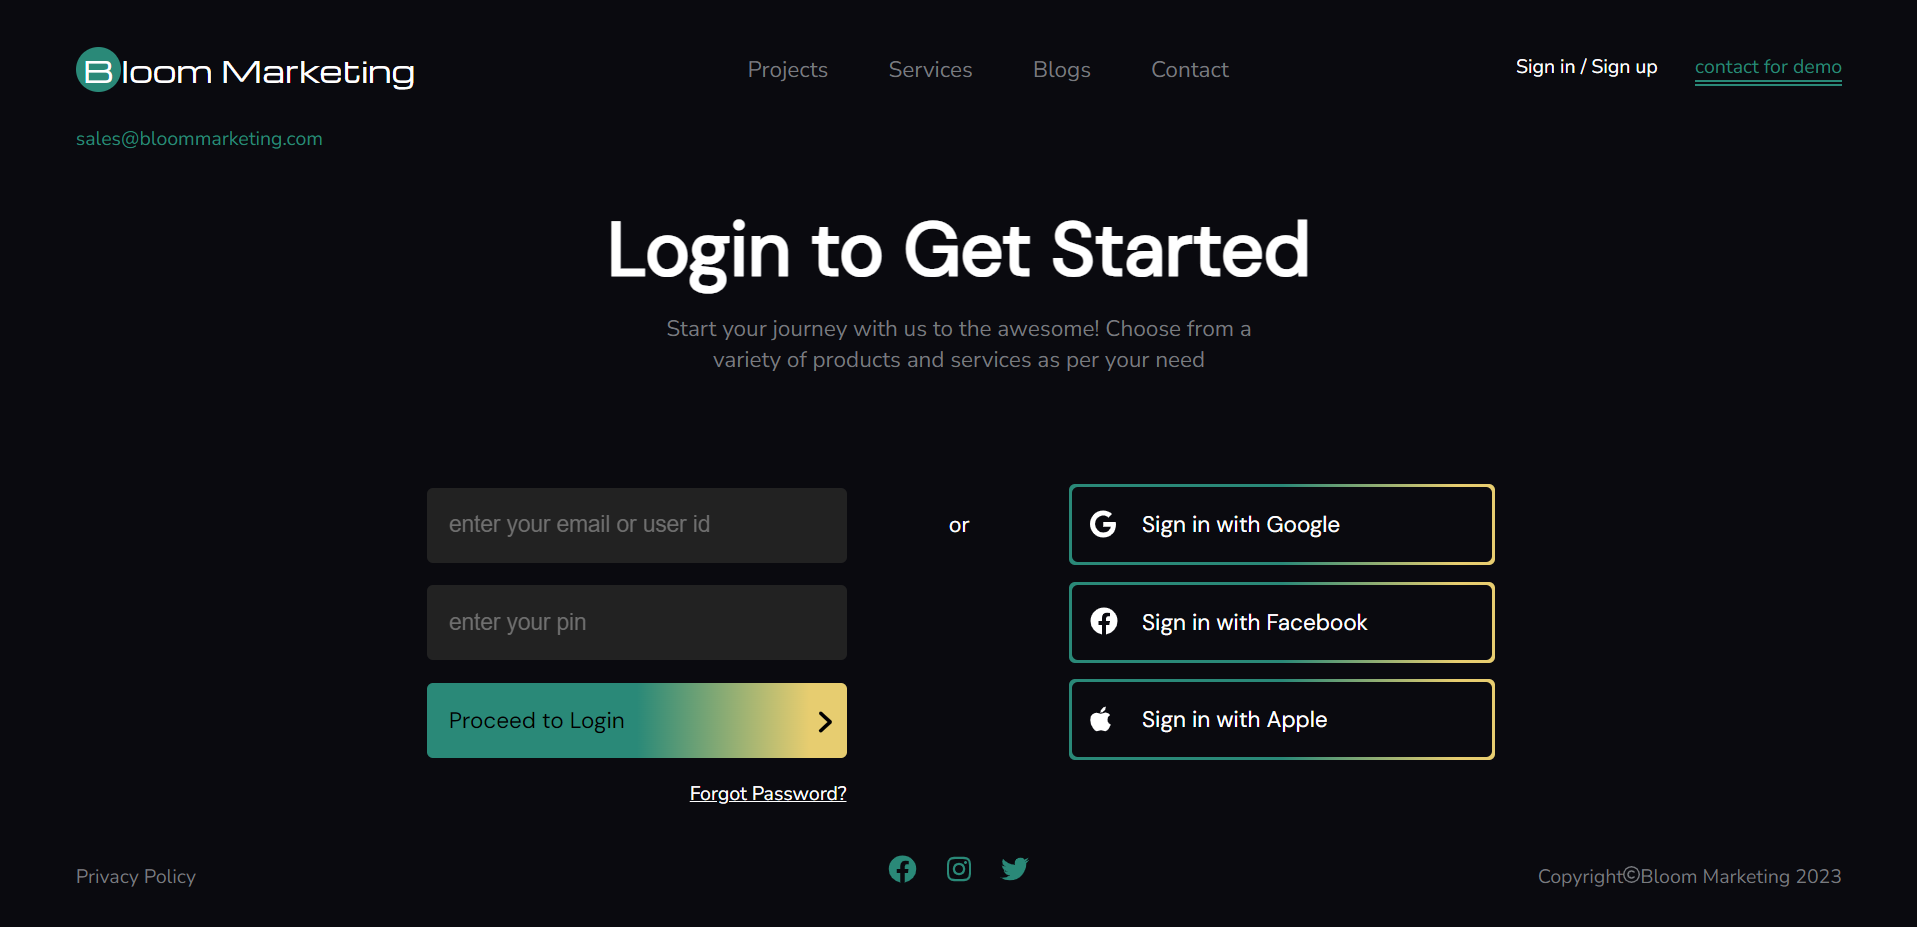 Bloom Marketing
Projects
Services
Blogs
Contact
Sign in / Sign up
contact for demo
sales@bloommarketing.com
Login to Get Started
Start your journey with us to the awesome! Choose from a
variety of products and services as per your need
enter your email or user id
enter your pin
Proceed to Login
Forgot Password?
or
Sign in with Google
Sign in with Facebook
Sign in with Apple
Privacy Policy
Copyright©Bloom Marketing 2023